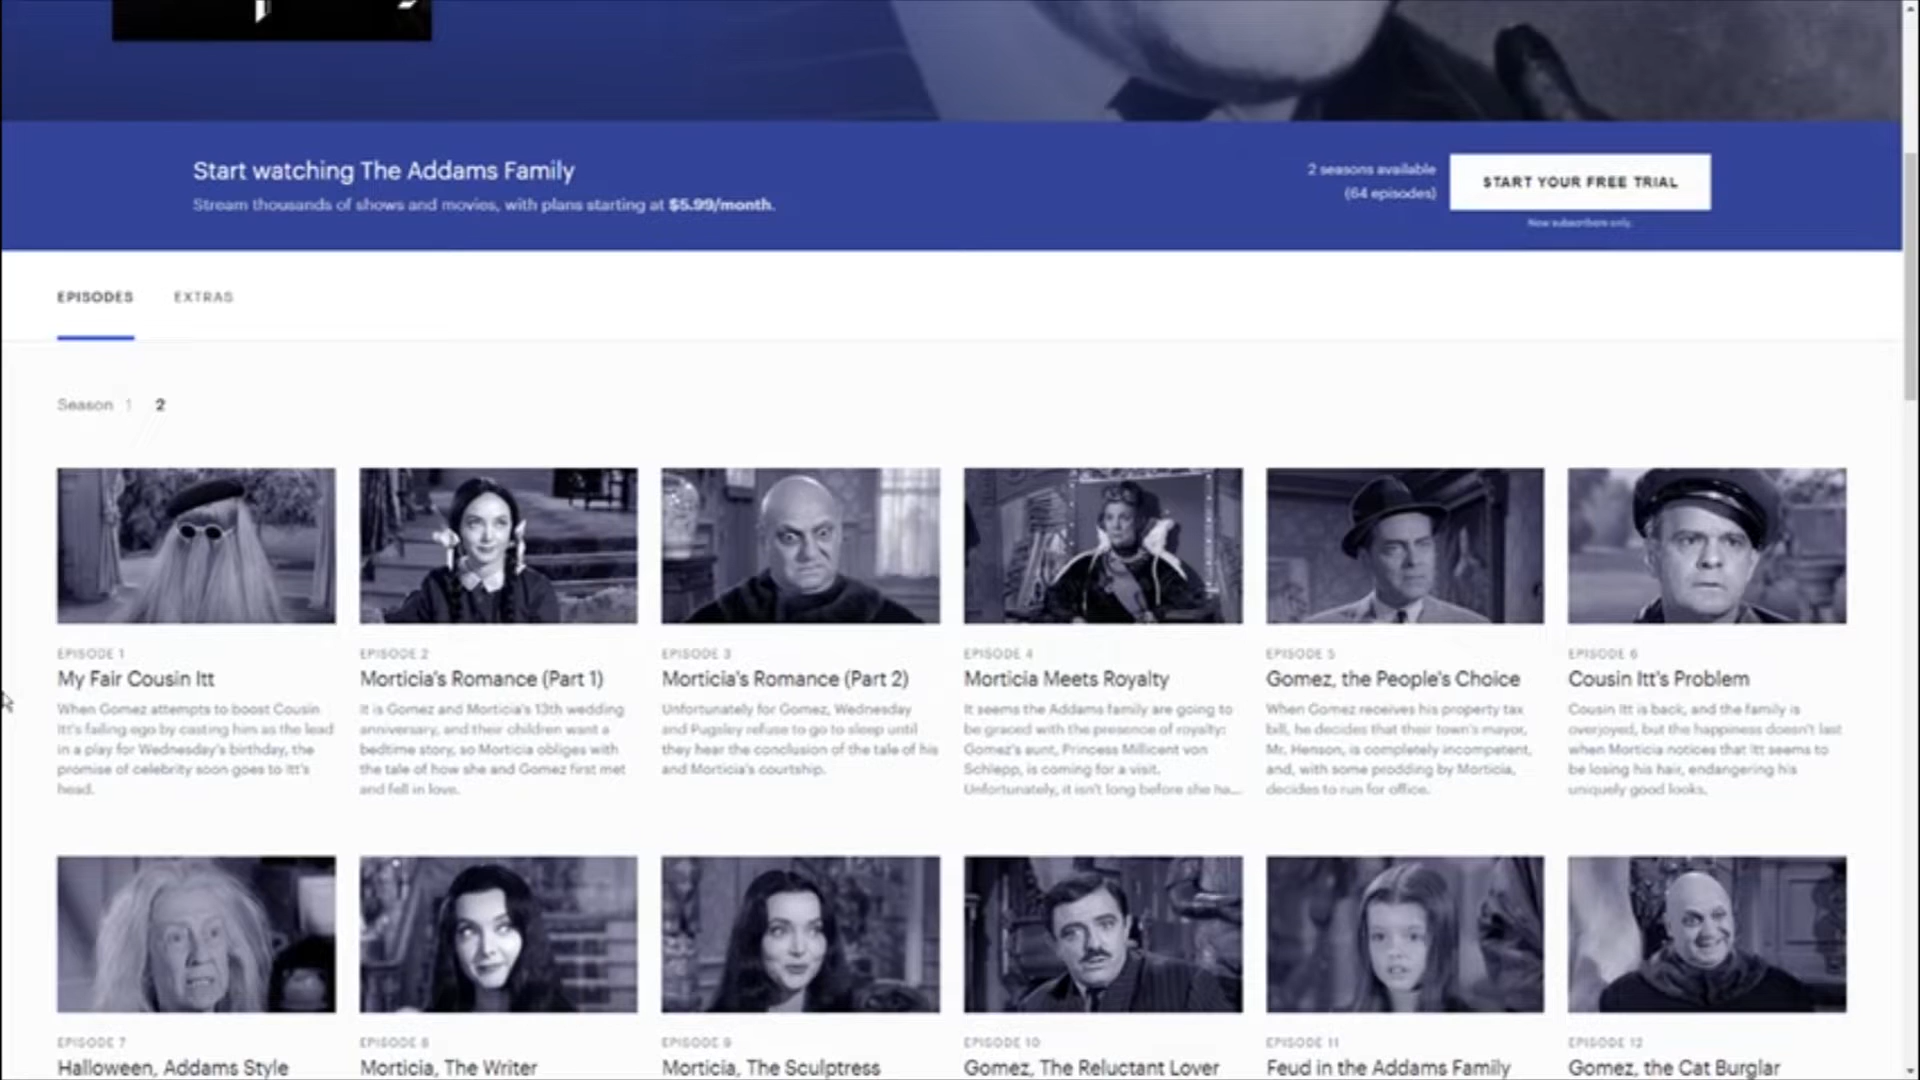 Start watching The Addams Family
Stream thousands of shows and movies, with plans starting at $5.99/month.
2 seasons available
(64 episodes)
START YOUR FREE TRIAL
New subscribers only.
EPISODES EXTRAS
Season 1 2
EPISODE 1
My Fair Cousin Itt
When Gomez attempts to boost Cousin
Itt's failing ego by casting him as the lead
in a play for Wednesday's birthday, the
promise of celebrity soon goes to Itt's
head.
EPISODE 2
Morticia's Romance (Part 1)
It is Gomez and Morticia's 13th wedding
anniversary, and their children want a
bedtime story, so Morticia obliges with
the tale of how she and Gomez first met
and fell in love.
EPISODE 3
Morticia's Romance (Part 2)
Unfortunately for Gomez, Wednesday
and Pugsley refuse to go to sleep until
they hear the conclusion of the tale of his
and Morticia's courtship.
EPISODE 4
Morticia Meets Royalty
It seems the Addams family are going to
be graced with the presence of royalty:
Gomez's aunt, Princess Millicent von
Schlepp, is coming for a visit.
Unfortunately, it isn't long before she ha...
EPISODE 5
Gomez, the People's Choice
When Gomez receives his property tax
bill, he decides that their town's mayor,
Mr. Henson, is completely incompetent,
and, with some prodding by Morticia,
decides to run for office.
EPISODE 6
Cousin Itt's Problem
Cousin Itt is back, and the family is
overjoyed, but the happiness doesn't last
when Morticia notices that Itt seems to
be losing his hair, endangering his
uniquely good looks.
EPISODE 7
Halloween, Addams Style
EPISODE 8
Morticia, The Writer
EPISODE 9
Morticia, The Sculptress
EPISODE 10
Gomez, The Reluctant Lover
EPISODE 11
Feud in the Addams Family
EPISODE 12
Gomez, the Cat Burglar